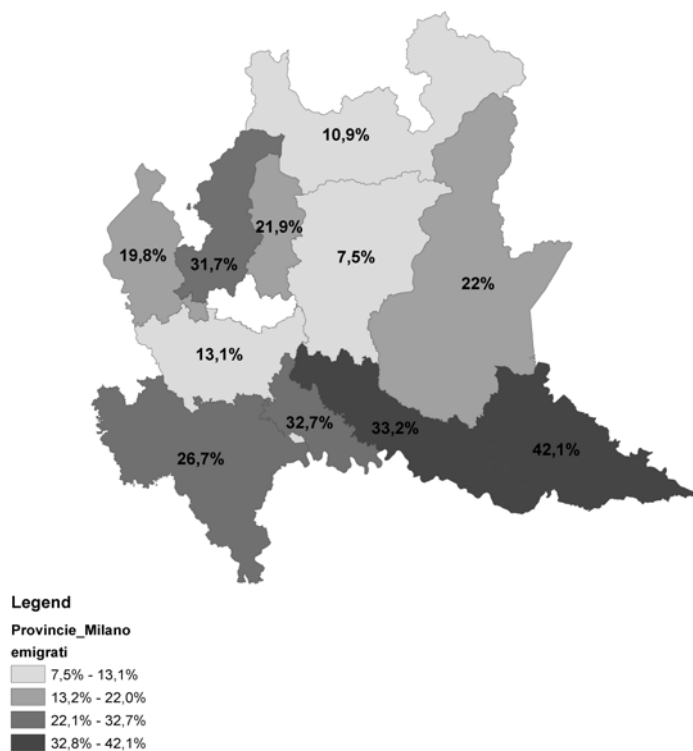 10,9%
21,9%
19,8%
31,7%
7,5%
22%
13,1%
32,7%
33,2%
42,1%
26,7%
Legend
Provincie_Milano
emigrati
7,5% - 13,1%
13,2% - 22,0%
22,1% - 32,7%
32,8% - 42,1%